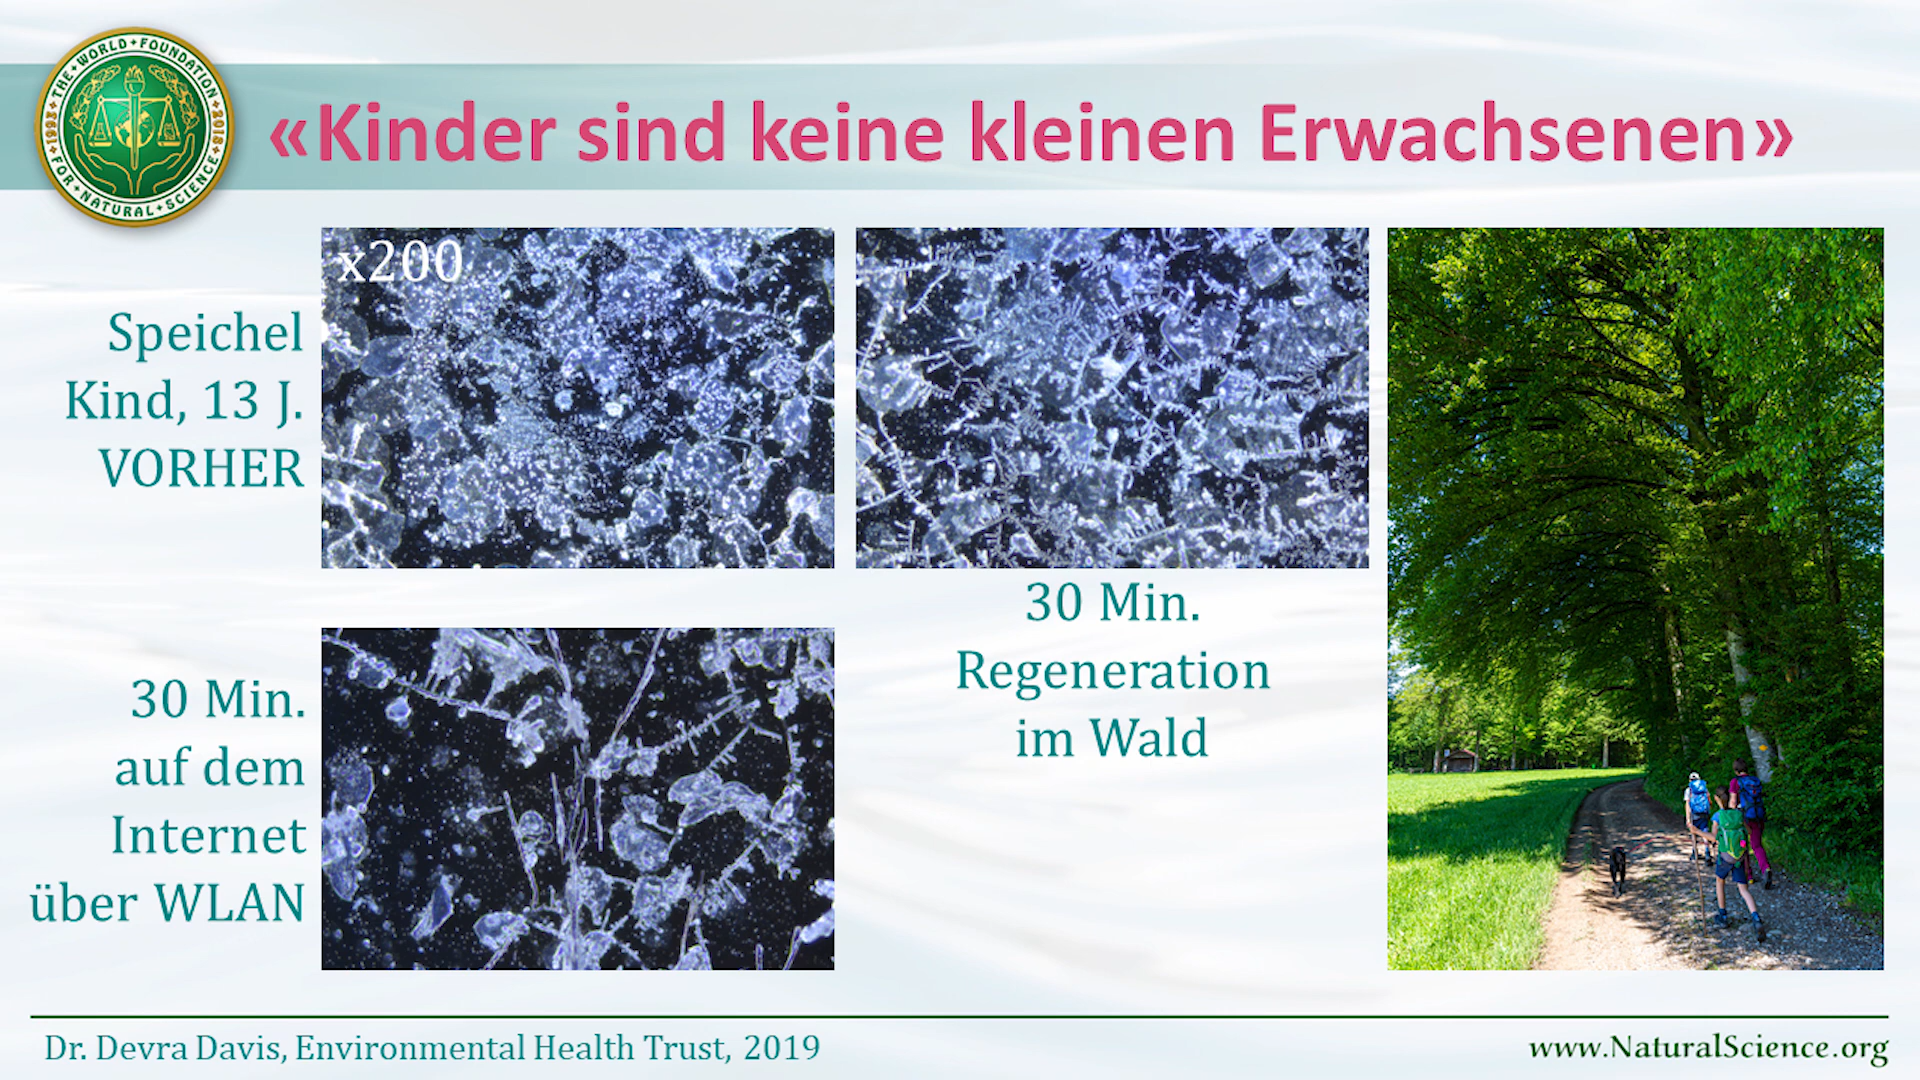 THE WORLD FOUNDATION
FOR NATURAL SCIENCE
«Kinder sind keine kleinen Erwachsenen»
x200
Speichel
Kind, 13 J.
VORHER
30 Min.
Regeneration
im Wald
30 Min.
auf dem
Internet
über WLAN
Dr. Devra Davis, Environmental Health Trust, 2019
www.NaturalScience.org